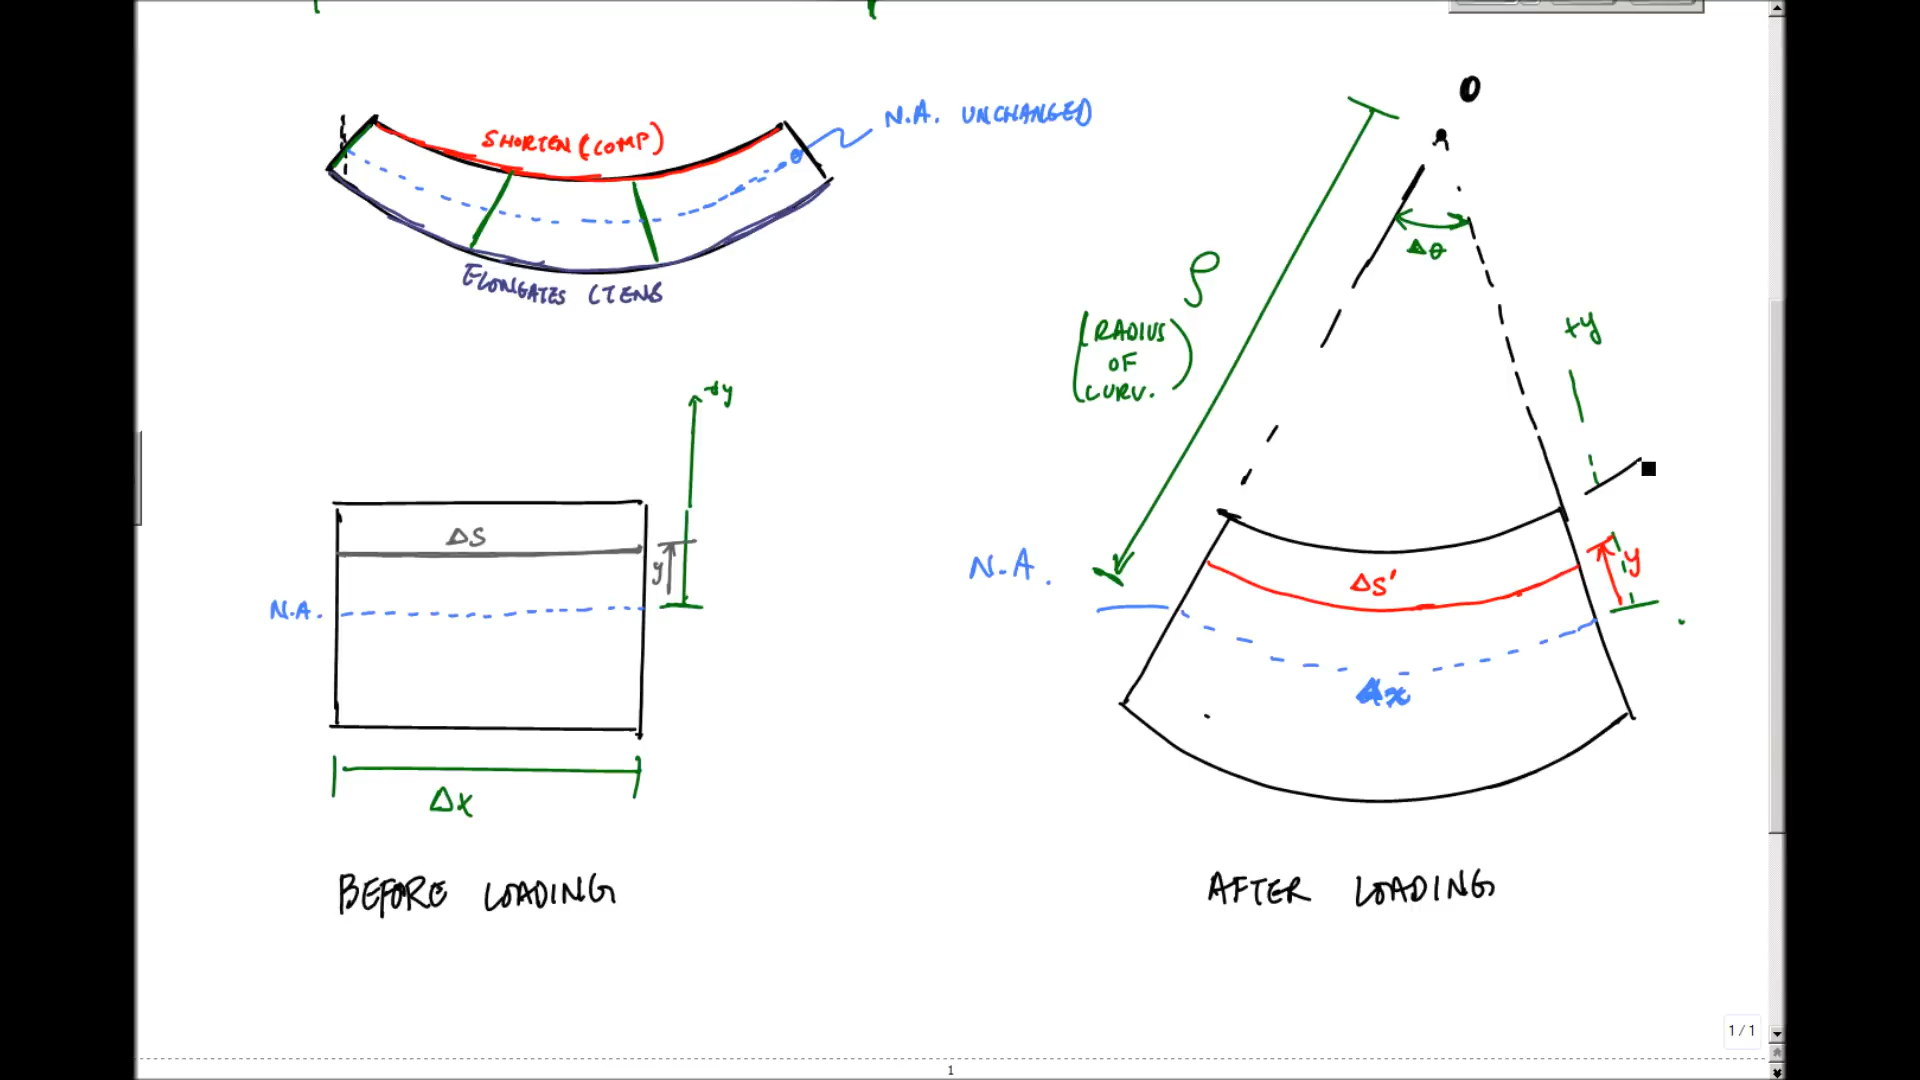 O
N.A. UNCHANGED
SHORTEN (COMP)
ELONGATES (TENS
Δθ
ρ
(RADIUS
OF
CURV.)
+y
+y
ΔS
y
N.A.
Δx
N.A.
ΔS'
y
Δx
BEFORE LOADING
AFTER LOADING
1/1
1